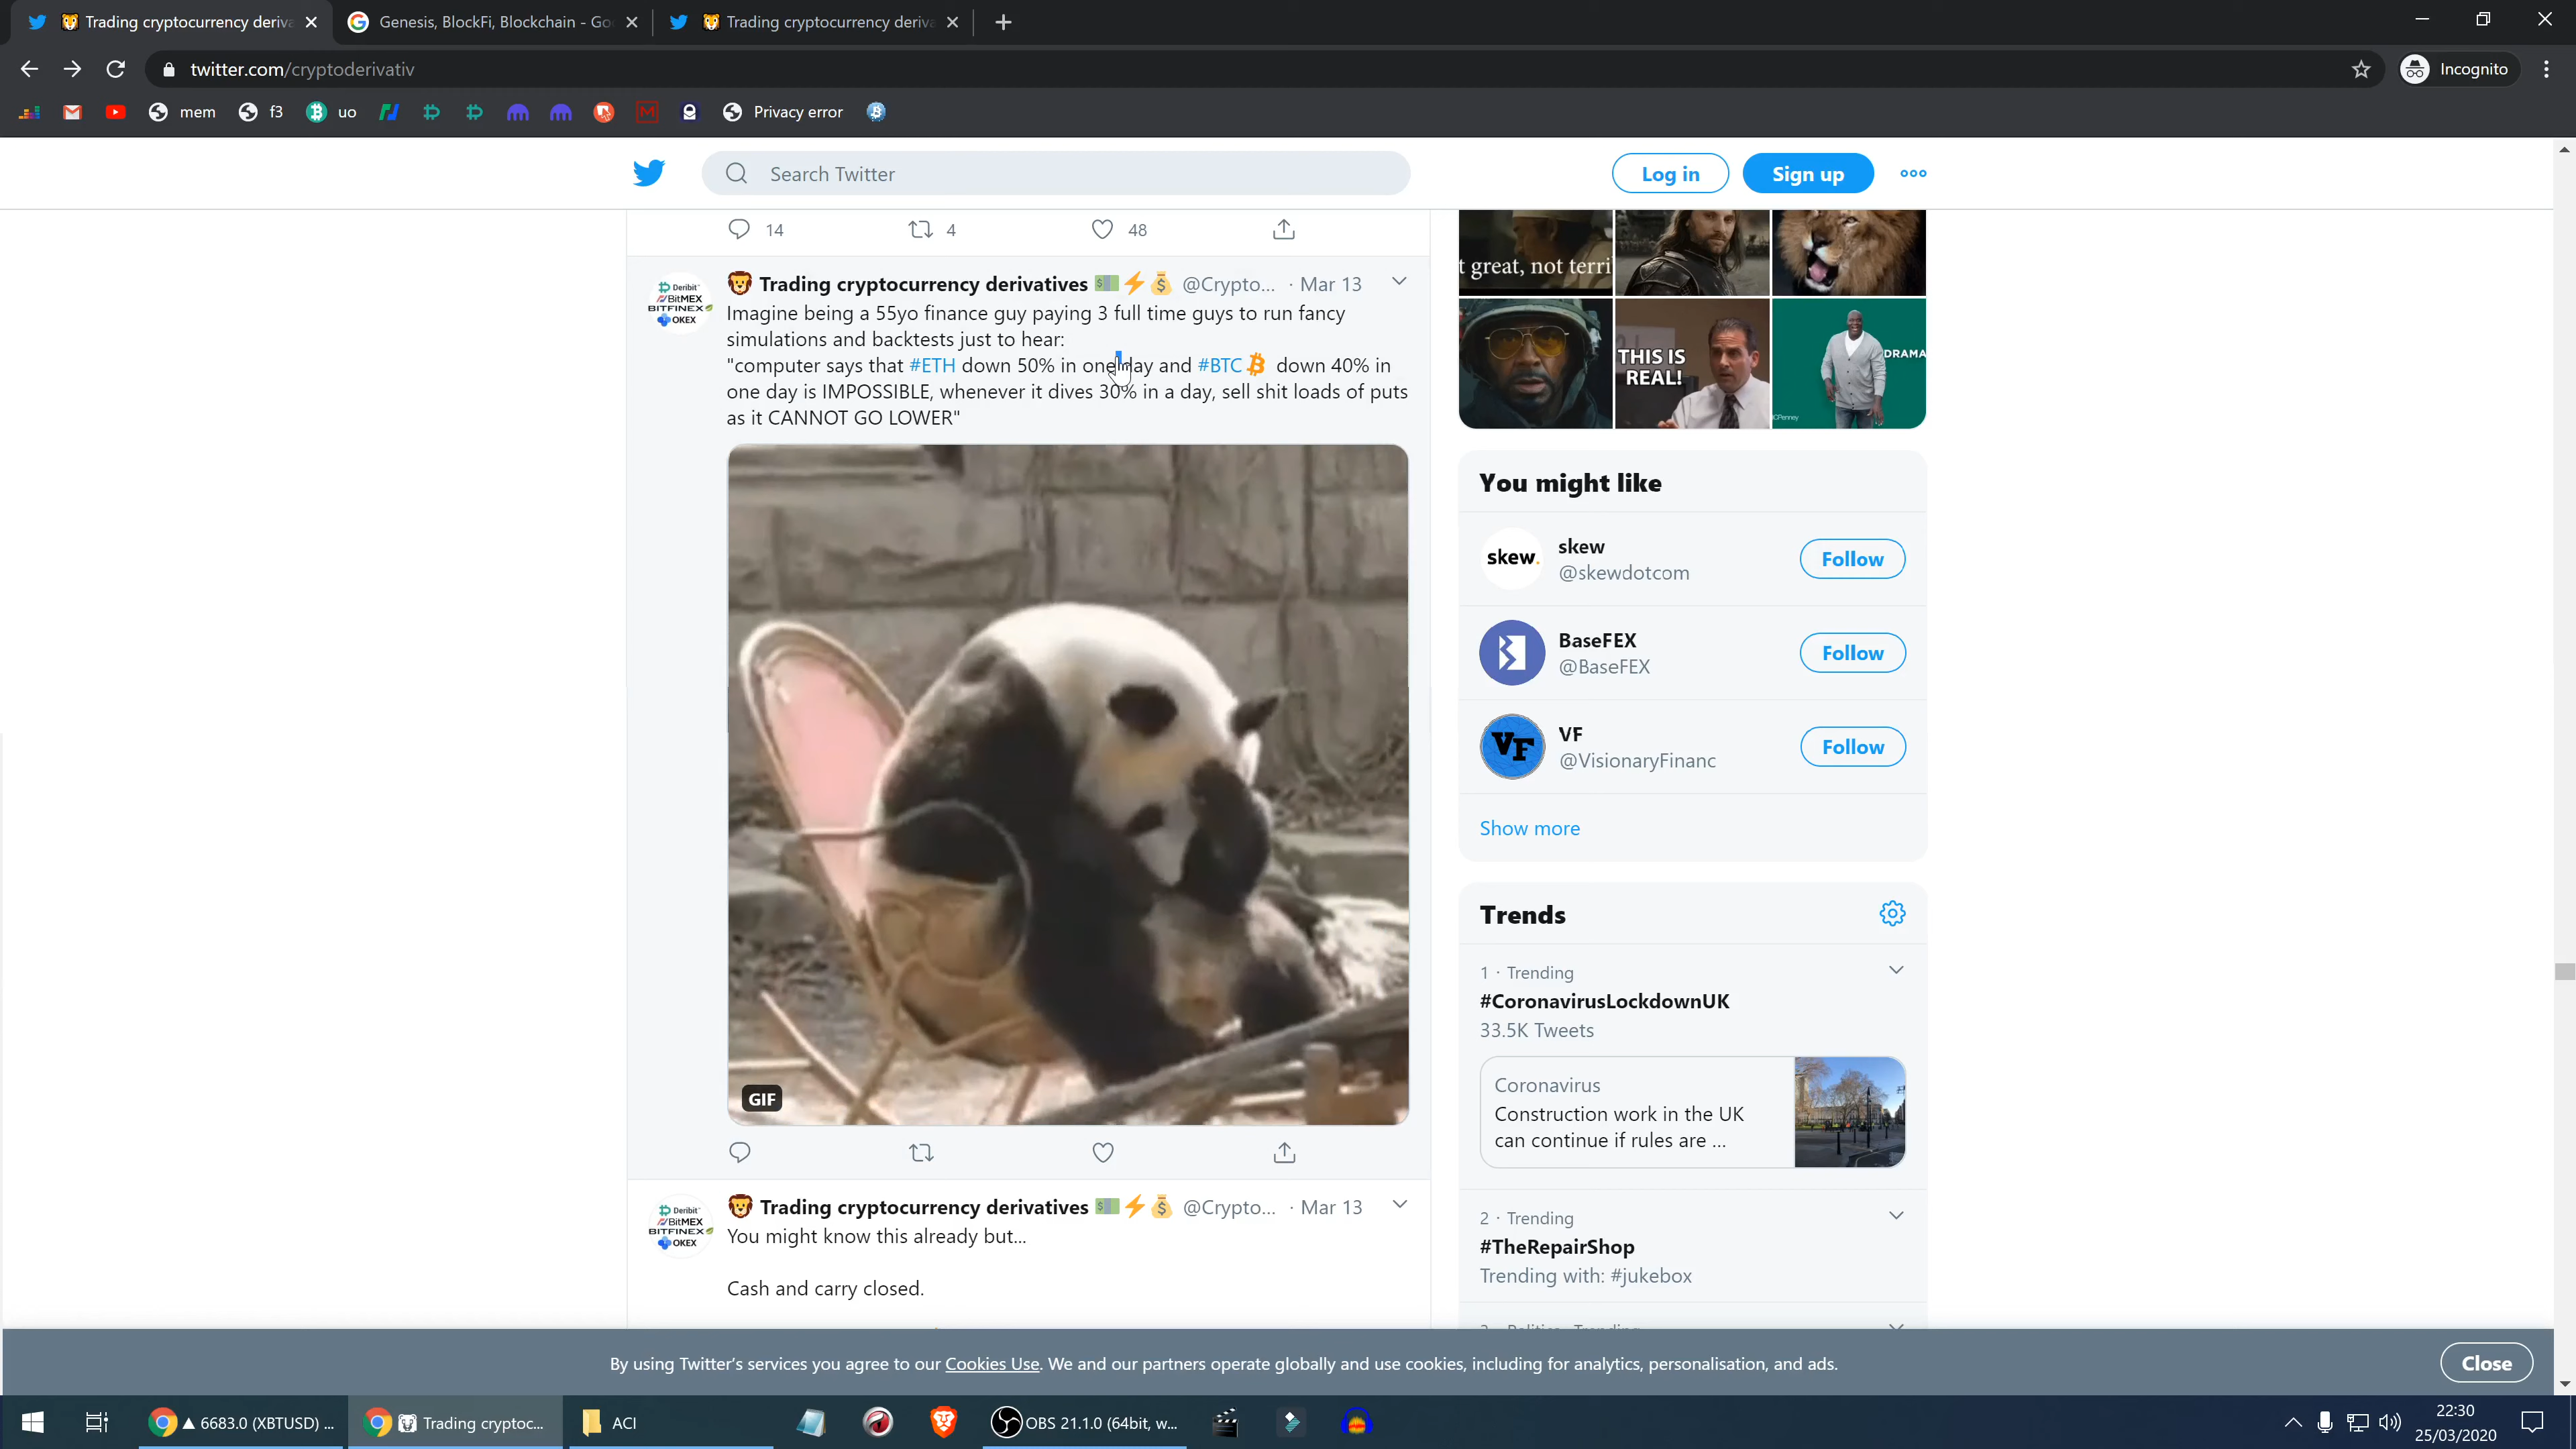 Trading cryptocurrency deriva
Genesis, BlockFi, Blockchain - Go
Trading cryptocurrency deriva
twitter.com/cryptoderivativ
Incognito
mem
f3
uo
Privacy error
Search Twitter
Log in
Sign up
14
4
48
Trading cryptocurrency derivatives
@Crypto... · Mar 13
Imagine being a 55yo finance guy paying 3 full time guys to run fancy
simulations and backtests just to hear:
"computer says that #ETH down 50% in one day and #BTC down 40% in
one day is IMPOSSIBLE, whenever it dives 30% in a day, sell shit loads of puts
as it CANNOT GO LOWER"
Deribit
BitMEX
BITFINEX
OKEX
GIF
Trading cryptocurrency derivatives
@Crypto... · Mar 13
You might know this already but...
Cash and carry closed.
Deribit
BitMEX
BITFINEX
OKEX
t great, not terri
THIS IS
REAL!
DRAMA
JCPenney
You might like
skew.
skew
@skewdotcom
Follow
BaseFEX
@BaseFEX
Follow
VF
VF
@VisionaryFinanc
Follow
Show more
Trends
1 · Trending
#CoronavirusLockdownUK
33.5K Tweets
Coronavirus
Construction work in the UK
can continue if rules are ...
2 · Trending
#TheRepairShop
Trending with: #jukebox
By using Twitter's services you agree to our Cookies Use. We and our partners operate globally and use cookies, including for analytics, personalisation, and ads.
Close
▲ 6683.0 (XBTUSD) ...
Trading cryptoc...
ACI
OBS 21.1.0 (64bit, w...
22:30
25/03/2020